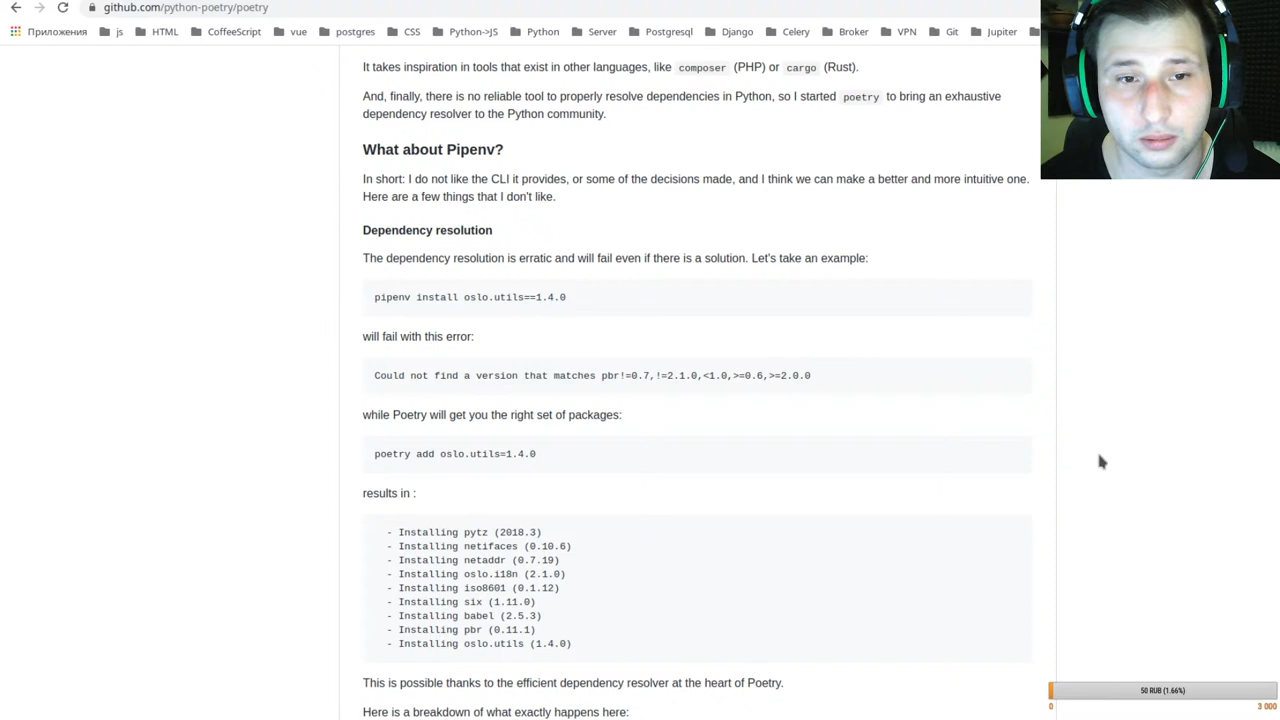 github.com/python-poetry/poetry
Приложения js HTML CoffeeScript vue postgres CSS Python->JS Python Server Postgresql Django Celery Broker VPN Git Jupiter
It takes inspiration in tools that exist in other languages, like composer (PHP) or cargo (Rust).
And, finally, there is no reliable tool to properly resolve dependencies in Python, so I started poetry to bring an exhaustive
dependency resolver to the Python community.
What about Pipenv?
In short: I do not like the CLI it provides, or some of the decisions made, and I think we can make a better and more intuitive one.
Here are a few things that I don't like.
Dependency resolution
The dependency resolution is erratic and will fail even if there is a solution. Let's take an example:
pipenv install oslo.utils==1.4.0
will fail with this error:
Could not find a version that matches pbr!=0.7,!=2.1.0,<1.0,>=0.6,>=2.0.0
while Poetry will get you the right set of packages:
poetry add oslo.utils=1.4.0
results in :
- Installing pytz (2018.3)
- Installing netifaces (0.10.6)
- Installing netaddr (0.7.19)
- Installing oslo.i18n (2.1.0)
- Installing iso8601 (0.1.12)
- Installing six (1.11.0)
- Installing babel (2.5.3)
- Installing pbr (0.11.1)
- Installing oslo.utils (1.4.0)
This is possible thanks to the efficient dependency resolver at the heart of Poetry.
Here is a breakdown of what exactly happens here:
50 RUB (1.66%)
0 3 000